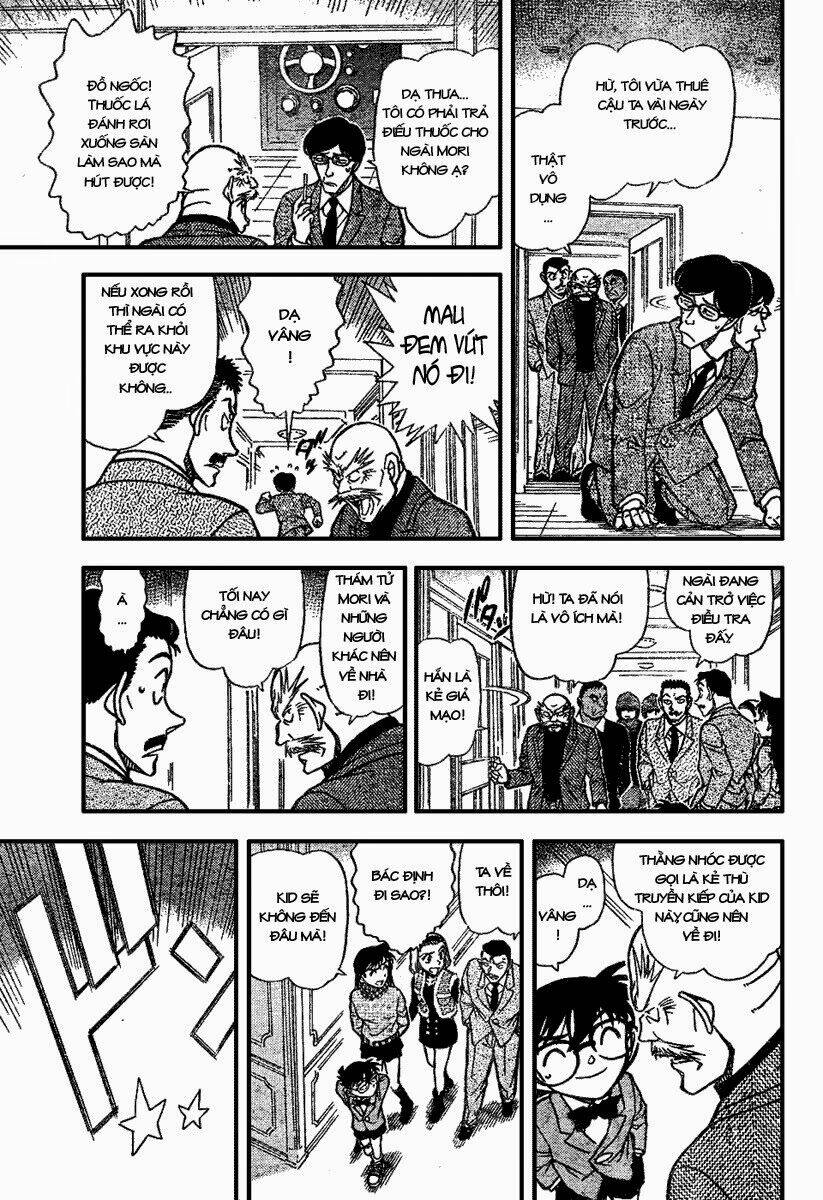 HỪ, TÔI VỪA THUÊ
CẬU TA VÀI NGÀY
TRƯỚC...
THẬT
VÔ
DỤNG
...
DẠ THƯA...
TÔI CÓ PHẢI TRẢ
ĐIẾU THUỐC CHO
NGÀI MORI
KHÔNG Ạ?
ĐỒ NGỐC!
THUỐC LÁ
ĐÁNH RƠI
XUỐNG SÀN
LÀM SAO MÀ
HÚT ĐƯỢC!
MAU
ĐEM VỨT
NÓ ĐI!
DẠ
VÂNG
!
NẾU XONG RỒI
THÌ NGÀI CÓ
THỂ RA KHỎI
KHU VỰC NÀY
ĐƯỢC
KHÔNG..
NGÀI ĐANG
CẢN TRỞ VIỆC
ĐIỀU TRA
ĐẤY
HỪ! TA ĐÃ NÓI
LÀ VÔ ÍCH MÀ!
HẮN LÀ
KẺ GIẢ
MẠO!
THÁM TỬ
MORI VÀ
NHỮNG
NGƯỜI
KHÁC NÊN
VỀ NHÀ
ĐI!
TỐI NAY
CHẲNG CÓ GÌ
ĐÂU!
À
...
THẰNG NHÓC ĐƯỢC
GỌI LÀ KẺ THÙ
TRUYỀN KIẾP CỦA KID
NÀY CŨNG NÊN
VỀ ĐI!
DẠ
...
VÂNG !
TA VỀ
THÔI!
BÁC ĐỊNH
ĐI SAO?!
KID SẼ
KHÔNG ĐẾN
ĐÂU MÀ!